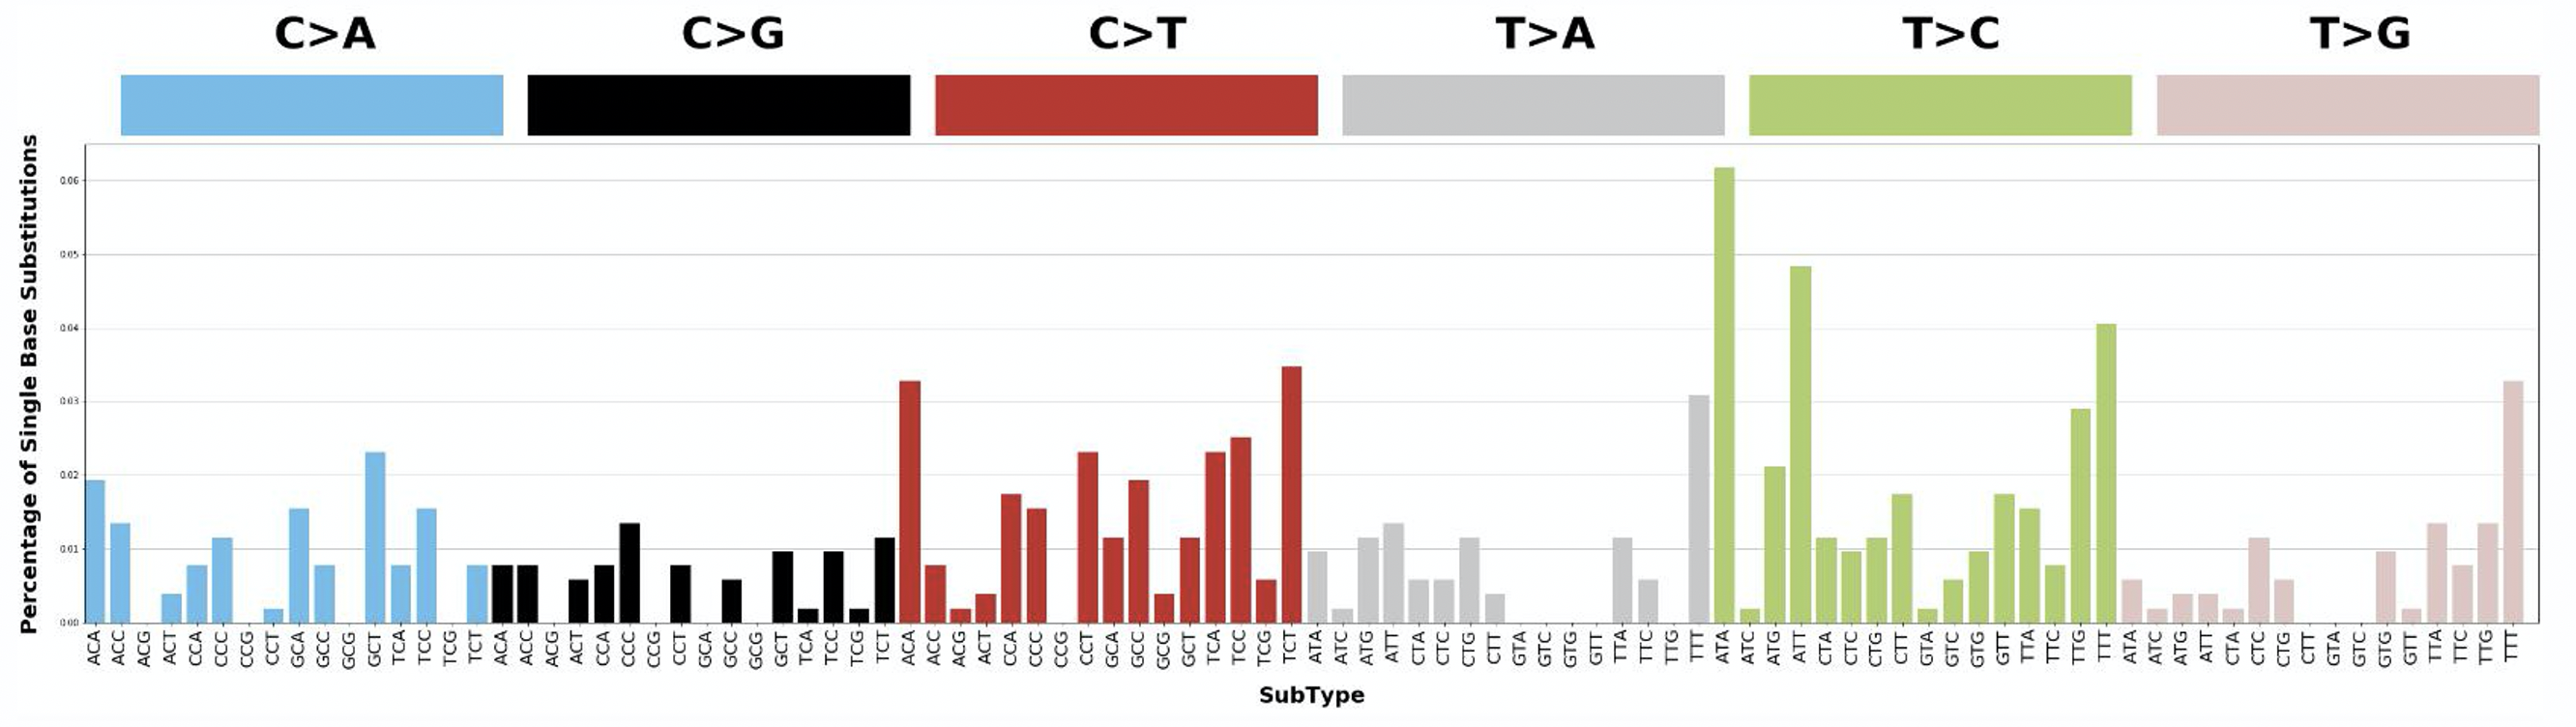 C>A C>G C>T T>A T>C T>G
Percentage of Single Base Substitutions
0.06
0.05
0.04
0.03
0.02
0.01
0.00
ACA ACC ACG ACT CCA CCC CCG CCT GCA GCC GCG GCT TCA TCC TCG TCT ACA ACC ACG ACT CCA CCC CCG CCT GCA GCC GCG GCT TCA TCC TCG TCT ACA ACC ACG ACT CCA CCC CCG CCT GCA GCC GCG GCT TCA TCC TCG TCT ATA ATC ATG ATT CTA CTC CTG CTT GTA GTC GTG GTT TTA TTC TTG TTT ATA ATC ATG ATT CTA CTC CTG CTT GTA GTC GTG GTT TTA TTC TTG TTT ATA ATC ATG ATT CTA CTC CTG CTT GTA GTC GTG GTT TTA TTC TTG TTT
SubType